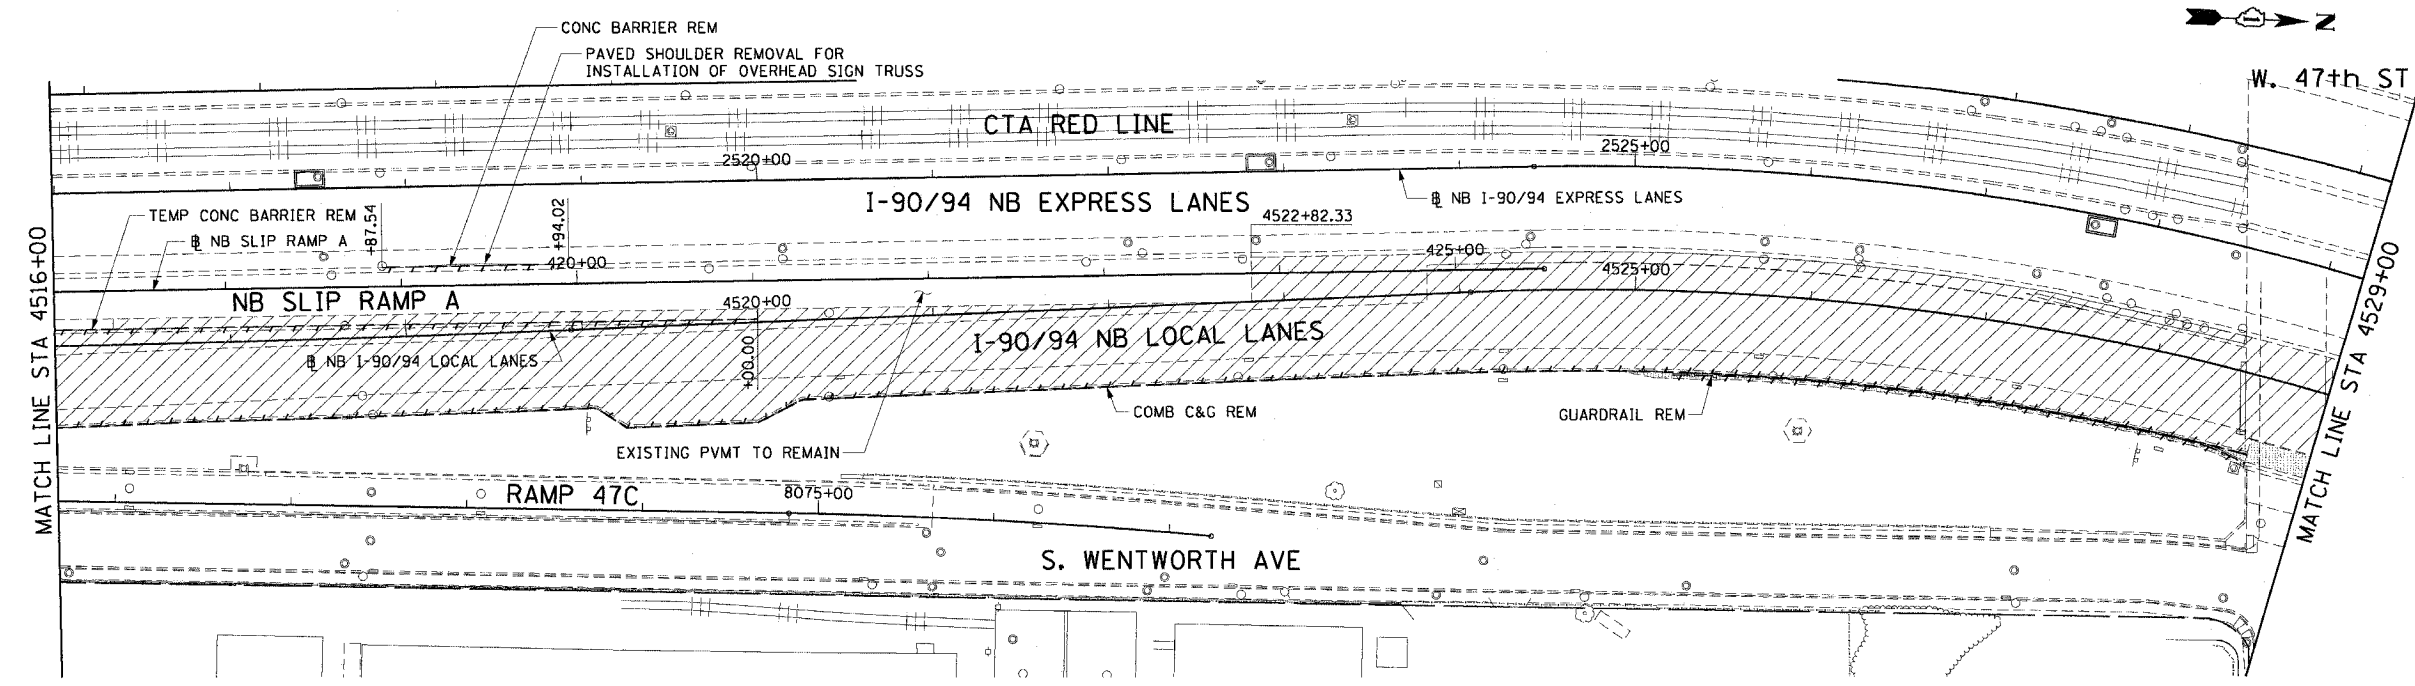 CONC BARRIER REM
PAVED SHOULDER REMOVAL FOR
INSTALLATION OF OVERHEAD SIGN TRUSS
N
W. 47th ST
CTA RED LINE
2520+00
2525+00
I-90/94 NB EXPRESS LANES
℄ NB I-90/94 EXPRESS LANES
TEMP CONC BARRIER REM
+87.54
+94.02
4522+82.33
℄ NB SLIP RAMP A
420+00
425+00
4525+00
NB SLIP RAMP A
4520+00
I-90/94 NB LOCAL LANES
℄ NB I-90/94 LOCAL LANES
+00.00
COMB C&G REM
GUARDRAIL REM
EXISTING PVMT TO REMAIN
RAMP 47C
8075+00
S. WENTWORTH AVE
MATCH LINE STA 4516+00
MATCH LINE STA 4529+00